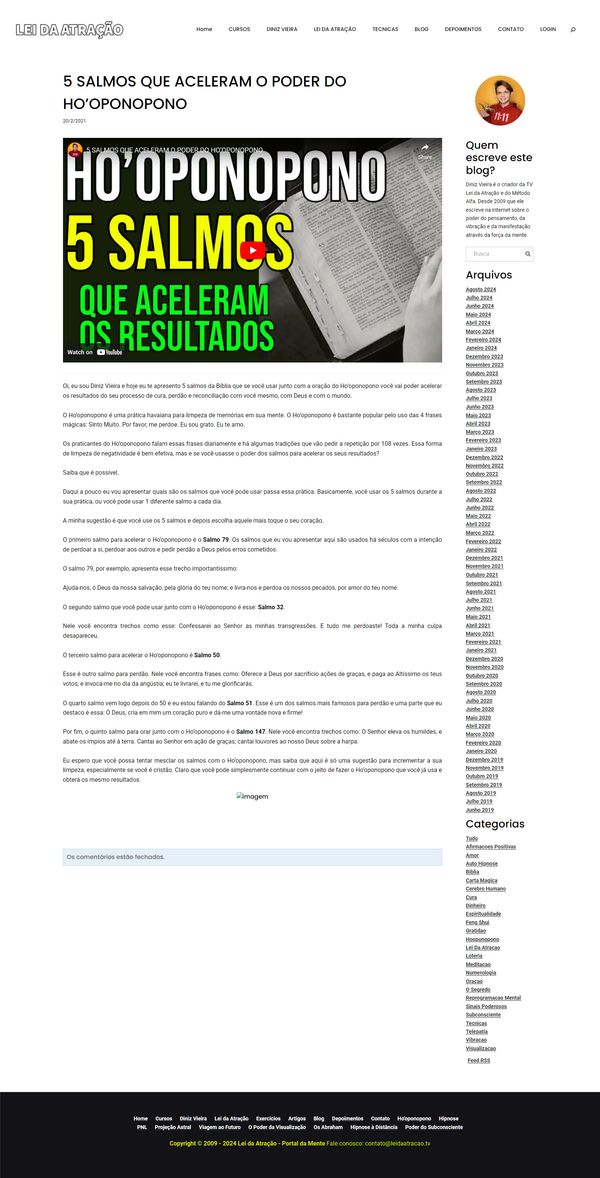 LEI DA ATRAÇÃO
Home CURSOS DINIZ VIEIRA LEI DA ATRAÇÃO TECNICAS BLOG DEPOIMENTOS CONTATO LOGIN
5 SALMOS QUE ACELERAM O PODER DO
HO’OPONOPONO
20/2/2021
5 SALMOS QUE ACELERAM O PODER DO HO'OPONOPONO
Share
HO’OPONOPONO
5 SALMOS
QUE ACELERAM
OS RESULTADOS
Watch on YouTube
Oi, eu sou Diniz Vieira e hoje eu te apresento 5 salmos da Bíblia que se você usar junto com a oração do Ho’oponopono você vai poder acelerar
os resultados do seu processo de cura, perdão e reconciliação com você mesmo, com Deus e com o mundo.
O Ho’oponopono é uma prática havaiana para limpeza de memórias em sua mente. O Ho’oponopono é bastante popular pelo uso das 4 frases
mágicas: Sinto Muito. Por favor, me perdoe. Eu sou grato. Eu te amo.
Os praticantes do Ho’oponopono falam essas frases diariamente e há algumas tradições que vão pedir a repetição por 108 vezes. Essa forma
de limpeza de negatividade é bem efetiva, mas e se você usasse o poder dos salmos para acelerar os seus resultados?
Saiba que é possível.
Daqui a pouco eu vou apresentar quais são os salmos que você pode usar passa essa prática. Basicamente, você usar os 5 salmos durante a
sua prática, ou você pode usar 1 diferente salmo a cada dia.
A minha sugestão é que você use os 5 salmos e depois escolha aquele mais toque o seu coração.
O primeiro salmo para acelerar o Ho’oponopono é o Salmo 79. Os salmos que eu vou apresentar aqui são usados há séculos com a intenção
de perdoar a si, perdoar aos outros e pedir perdão a Deus pelos erros cometidos.
O salmo 79, por exemplo, apresenta esse trecho importantíssimo:
Ajuda-nos, ó Deus da nossa salvação, pela glória do teu nome; e livra-nos e perdoa os nossos pecados, por amor do teu nome.
O segundo salmo que você pode usar junto com o Ho’oponopono é esse: Salmo 32.
Nele você encontra trechos como esse: Confessarei ao Senhor as minhas transgressões. E tudo me perdoaste! Toda a minha culpa
desapareceu.
O terceiro salmo para acelerar o Ho’oponopono é Salmo 50.
Esse é outro salmo para perdão. Nele você encontra frases como: Oferece a Deus por sacrifício ações de graças, e paga ao Altíssimo os teus
votos; e invoca-me no dia da angústia; eu te livrarei, e tu me glorificarás.
O quarto salmo vem logo depois do 50 e eu estou falando do Salmo 51. Esse é um dos salmos mais famosos para perdão e uma parte que eu
destaco é essa: Ó Deus, cria em mim um coração puro e dá-me uma vontade nova e firme!
Por fim, o quinto salmo para orar junto com o Ho’oponopono é o Salmo 147. Nele você encontra trechos como: O Senhor eleva os humildes, e
abate os ímpios até à terra. Cantai ao Senhor em ação de graças; cantai louvores ao nosso Deus sobre a harpa.
Eu espero que você possa tentar mesclar os salmos com o Ho’oponopono, mas saiba que aqui é só uma sugestão para incrementar a sua
limpeza, especialmente se você é cristão. Claro que você pode simplesmente continuar com o jeito de fazer o Ho’oponopono que você já usa e
obterá os mesmo resultados.
Imagem
Os comentários estão fechados.
11:11
Quem
escreve este
blog?
Diniz Vieira é o criador da TV
Lei da Atração e do Método
Alfa. Desde 2009 que ele
escreve na Internet sobre o
poder do pensamento, da
vibração e da manifestação
através da força da mente.
Busca
Arquivos
Agosto 2024
Julho 2024
Junho 2024
Maio 2024
Abril 2024
Março 2024
Fevereiro 2024
Janeiro 2024
Dezembro 2023
Novembro 2023
Outubro 2023
Setembro 2023
Agosto 2023
Julho 2023
Junho 2023
Maio 2023
Abril 2023
Março 2023
Fevereiro 2023
Janeiro 2023
Dezembro 2022
Novembro 2022
Outubro 2022
Setembro 2022
Agosto 2022
Julho 2022
Junho 2022
Maio 2022
Abril 2022
Março 2022
Fevereiro 2022
Janeiro 2022
Dezembro 2021
Novembro 2021
Outubro 2021
Setembro 2021
Agosto 2021
Julho 2021
Junho 2021
Maio 2021
Abril 2021
Março 2021
Fevereiro 2021
Janeiro 2021
Dezembro 2020
Novembro 2020
Outubro 2020
Setembro 2020
Agosto 2020
Julho 2020
Junho 2020
Maio 2020
Abril 2020
Março 2020
Fevereiro 2020
Janeiro 2020
Dezembro 2019
Novembro 2019
Outubro 2019
Setembro 2019
Agosto 2019
Julho 2019
Junho 2019
Categorias
Tudo
Afirmacoes Positivas
Amor
Auto Hipnose
Biblia
Carta Magica
Cerebro Humano
Cura
Dinheiro
Espiritualidade
Feng Shui
Gratidao
Hooponopono
Lei Da Atracao
Loteria
Meditacao
Numerologia
Oracao
O Segredo
Reprogramacao Mental
Sinais Poderosos
Subconsciente
Tecnicas
Telepatia
Vibracao
Visualizacao
Feed RSS
Home Cursos Diniz Vieira Lei da Atração Exercícios Artigos Blog Depoimentos Contato Ho'oponopono Hipnose
PNL Projeção Astral Viagem ao Futuro O Poder da Visualização Os Abraham Hipnose à Distância Poder do Subconsciente
Copyright © 2009 - 2024 Lei da Atração - Portal da Mente Fale conosco: contato@leidaatracao.tv